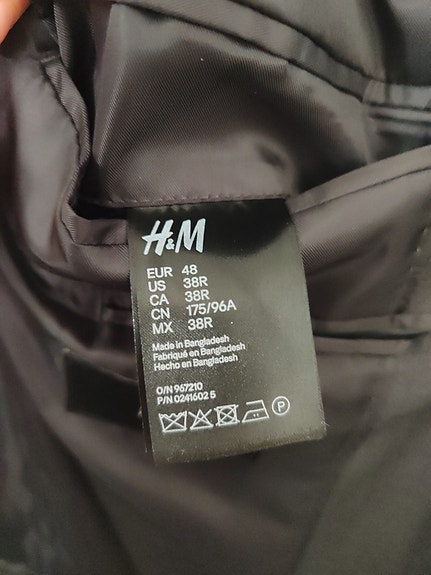 H&M
EUR 48
US 38R
CA 38R
CN 175/96A
MX 38R
Made in Bangladesh
Fabriqué en Bangladesh
Hecho en Bangladesh
O/N 967210
P/N 0241602 5
P